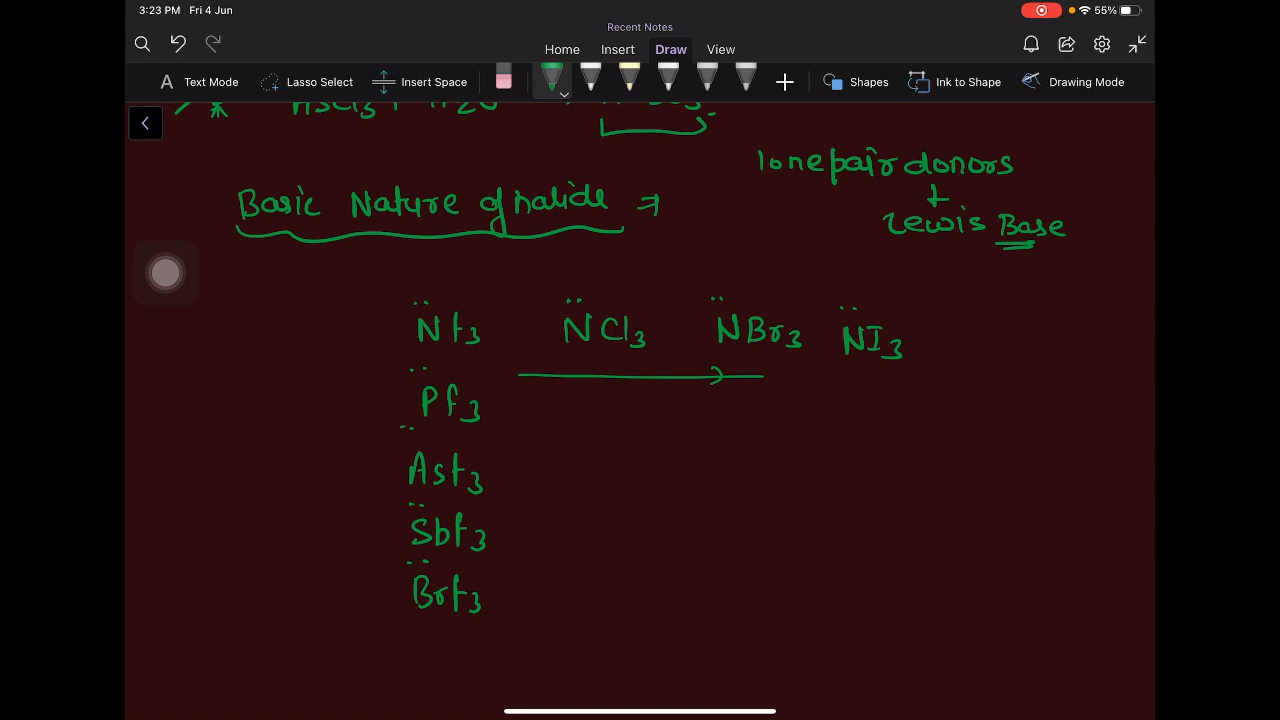 3:23 PM Fri 4 Jun
55%
Recent Notes
Home Insert Draw View
Text Mode Lasso Select Insert Space Shapes Ink to Shape Drawing Mode
lone pair donors
Basic Nature of halide ⇒
Lewis Base
NF3 NCl3 NBr3 NI3
PF3
AsF3
SbF3
BrF3